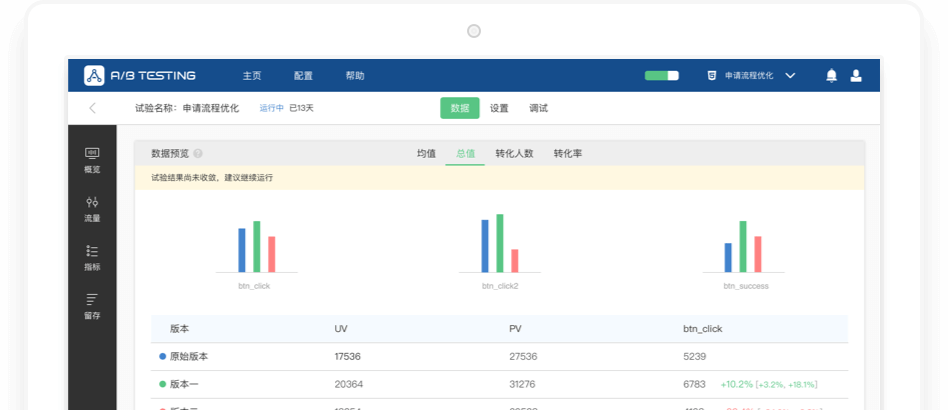 A/B TESTING 主页 配置 帮助 申请流程优化
试验名称：申请流程优化 运行中 已13天 数据 设置 调试
概览
流量
指标
留存
数据预览 均值 总值 转化人数 转化率
试验结果尚未收敛，建议继续运行
btn_click btn_click2 btn_success
版本 UV PV btn_click
原始版本 17536 27536 5239
版本一 20364 31276 6783 +10.2% [+3.2%, +18.1%]